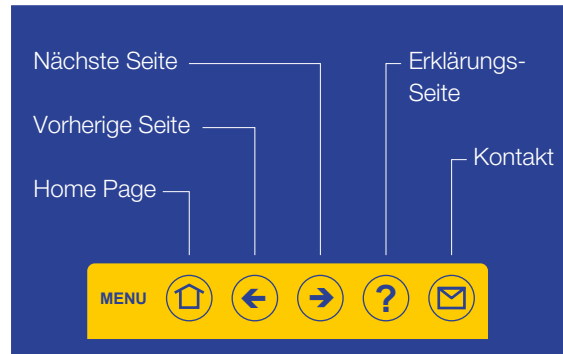 Nächste Seite
Erklärungs-
Seite
Vorherige Seite
Kontakt
Home Page
MENU
?